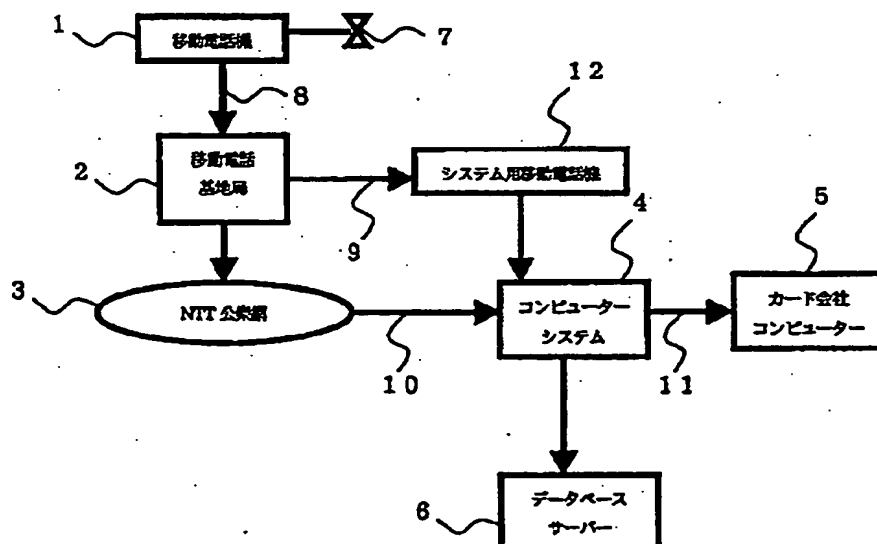 1
移動電話機
7
8
12
2
移動電話
基地局
システム用移動電話機
9
4
5
3
NTT公衆網
コンピューター
システム
カード会社
コンピューター
10
11
6
データベース
サーバー